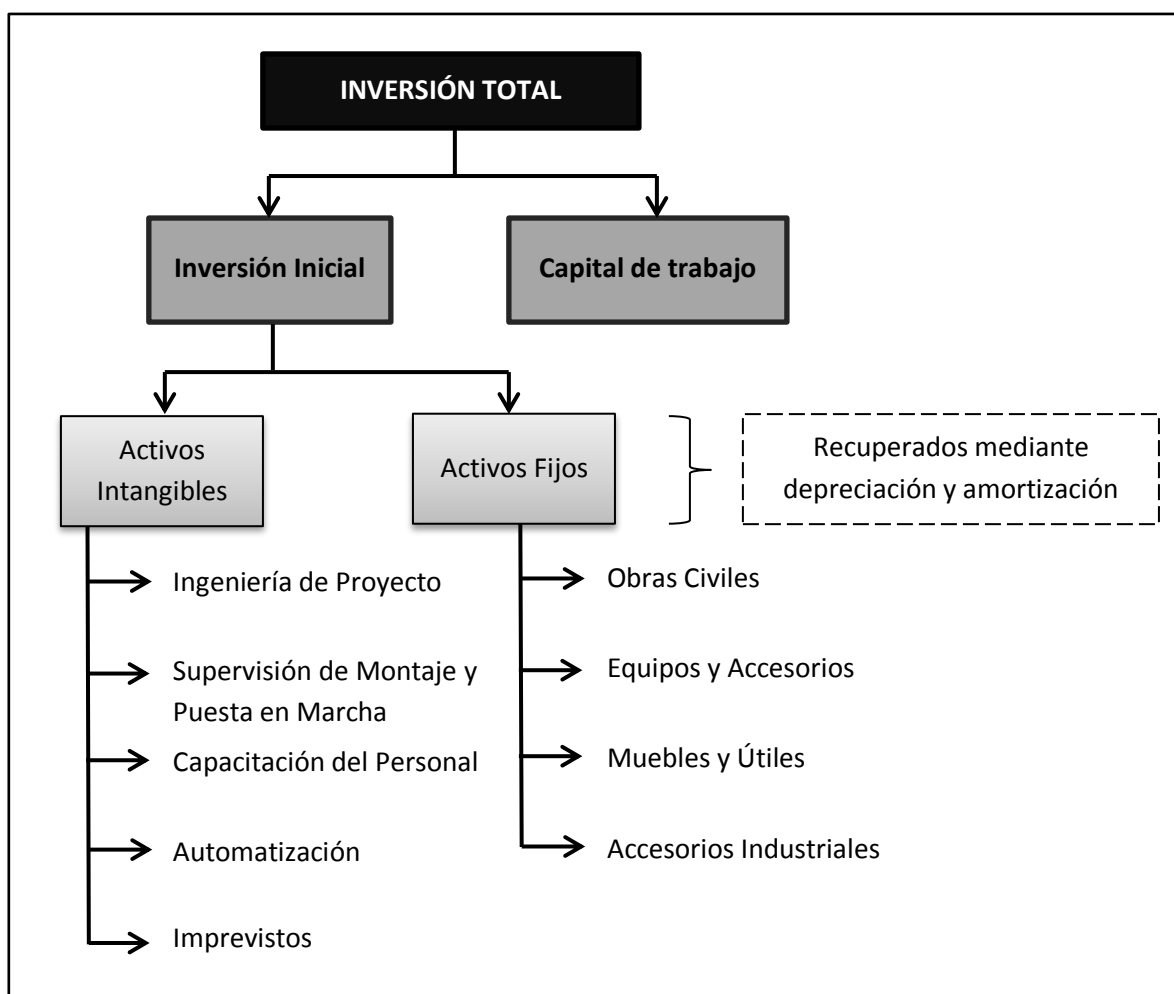 INVERSIÓN TOTAL
Inversión Inicial
Capital de trabajo
Activos
Intangibles
Activos Fijos
Recuperados mediante
depreciación y amortización
Ingeniería de Proyecto
Supervisión de Montaje y
Puesta en Marcha
Capacitación del Personal
Automatización
Imprevistos
Obras Civiles
Equipos y Accesorios
Muebles y Útiles
Accesorios Industriales